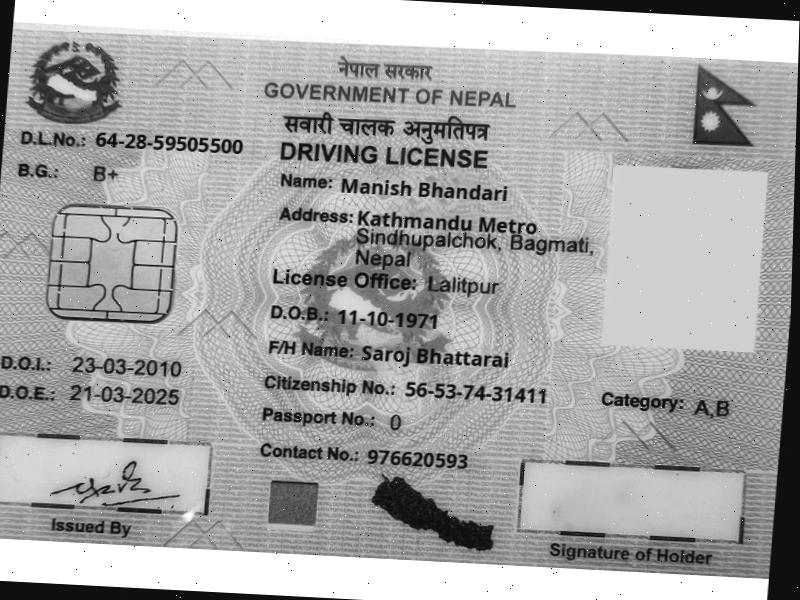 नेपाल सरकार
GOVERNMENT OF NEPAL
सवारी चालक अनुमतिपत्र
DRIVING LICENSE
D.L.No.: 64-28-59505500
B.G.: B+
Name: Manish Bhandari
Address: Kathmandu Metro
Sindhupalchok, Bagmati,
Nepal
License Office: Lalitpur
D.O.B.: 11-10-1971
F/H Name: Saroj Bhattarai
D.O.I.: 23-03-2010
D.O.E.: 21-03-2025
Citizenship No.: 56-53-74-31411
Category: A,B
Passport No.: 0
Contact No.: 976620593
Issued By
Signature of Holder